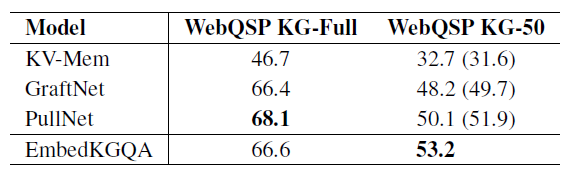 Model WebQSP KG-Full WebQSP KG-50
KV-Mem 46.7 32.7 (31.6)
GraftNet 66.4 48.2 (49.7)
PullNet 68.1 50.1 (51.9)
EmbedKGQA 66.6 53.2